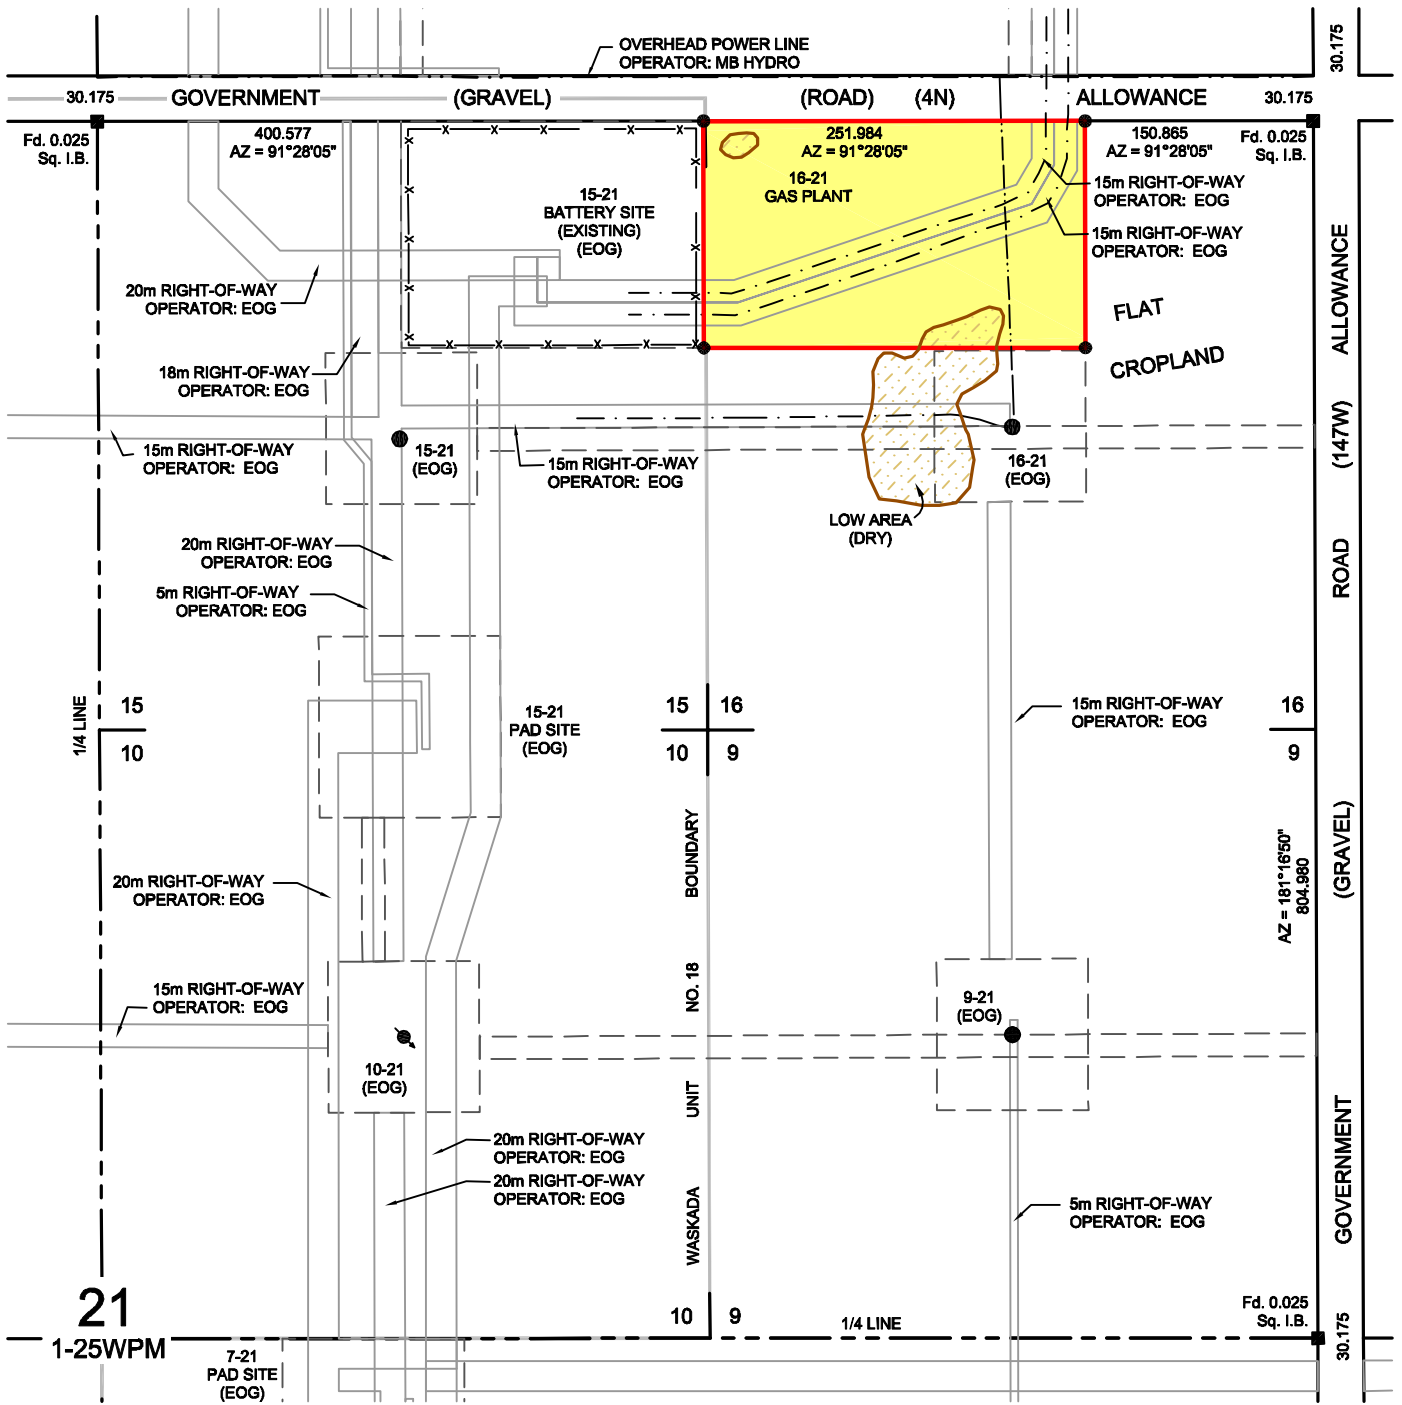 OVERHEAD POWER LINE
OPERATOR: MB HYDRO
30.175
30.175
GOVERNMENT (GRAVEL) (ROAD) (4N) ALLOWANCE
30.175
Fd. 0.025
Sq. I.B.
400.577
AZ = 91°28'05"
251.984
AZ = 91°28'05"
150.865
AZ = 91°28'05"
Fd. 0.025
Sq. I.B.
16-21
GAS PLANT
15m RIGHT-OF-WAY
OPERATOR: EOG
15-21
BATTERY SITE
(EXISTING)
(EOG)
15m RIGHT-OF-WAY
OPERATOR: EOG
20m RIGHT-OF-WAY
OPERATOR: EOG
FLAT
CROPLAND
18m RIGHT-OF-WAY
OPERATOR: EOG
15m RIGHT-OF-WAY
OPERATOR: EOG
15-21
(EOG)
15m RIGHT-OF-WAY
OPERATOR: EOG
16-21
(EOG)
LOW AREA
(DRY)
20m RIGHT-OF-WAY
OPERATOR: EOG
5m RIGHT-OF-WAY
OPERATOR: EOG
1/4 LINE
15
10
15-21
PAD SITE
(EOG)
15 16
10 9
15m RIGHT-OF-WAY
OPERATOR: EOG
16
9
20m RIGHT-OF-WAY
OPERATOR: EOG
AZ = 181°16'50"
804.980
15m RIGHT-OF-WAY
OPERATOR: EOG
10-21
(EOG)
9-21
(EOG)
WASKADA UNIT NO. 18 BOUNDARY
GOVERNMENT (GRAVEL) ROAD (147W) ALLOWANCE
20m RIGHT-OF-WAY
OPERATOR: EOG
20m RIGHT-OF-WAY
OPERATOR: EOG
5m RIGHT-OF-WAY
OPERATOR: EOG
21
1-25WPM
10 9
1/4 LINE
Fd. 0.025
Sq. I.B.
30.175
7-21
PAD SITE
(EOG)